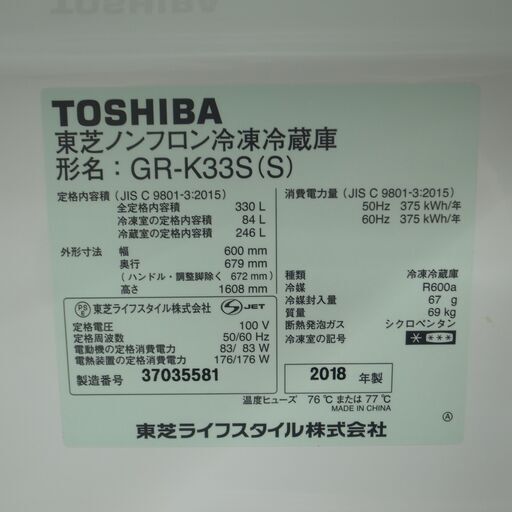 TOSHIBA
東芝ノンフロン冷凍冷蔵庫
形名：GR-K33S(S)
定格内容積（JIS C 9801-3:2015）
全定格内容積 330 L
冷凍室の定格内容積 84 L
冷蔵室の定格内容積 246 L
外形寸法 幅 600 mm
奥行 679 mm
（ハンドル・調整脚除く 672 mm）
高さ 1608 mm
消費電力量（JIS C 9801-3:2015）
50Hz 375 kWh/年
60Hz 375 kWh/年
種類 冷凍冷蔵庫
冷媒 R600a
冷媒封入量 67 g
質量 69 kg
断熱発泡ガス シクロペンタン
冷凍室の記号
PS E 東芝ライフスタイル株式会社 S JET
定格電圧 100 V
定格周波数 50/60 Hz
電動機の定格消費電力 83/ 83 W
電熱装置の定格消費電力 176/176 W
製造番号 37035581
2018 年製
温度ヒューズ 76 ℃ または 77 ℃
MADE IN CHINA
A
東芝ライフスタイル株式会社